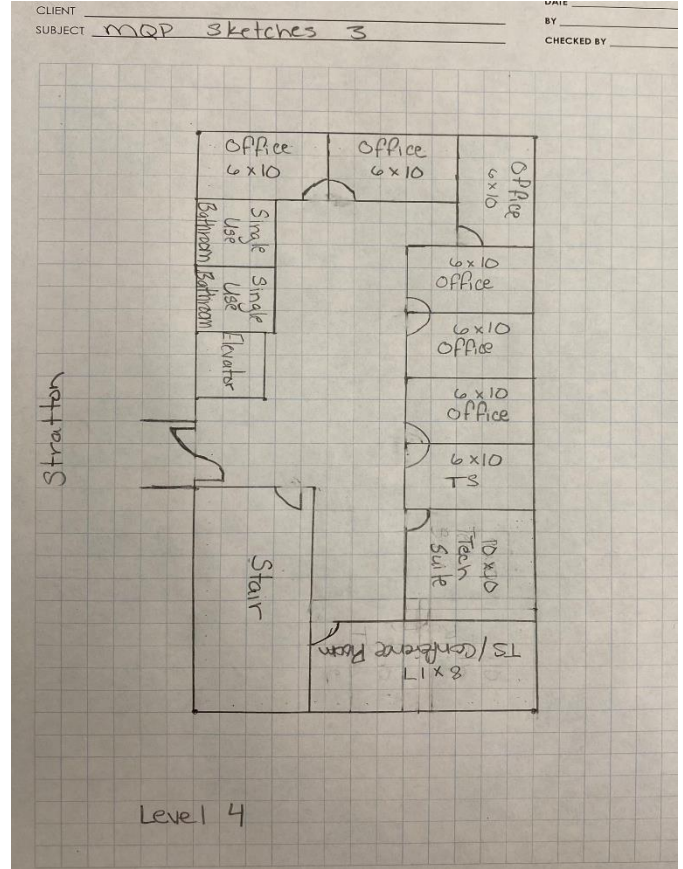 CLIENT
DATE
SUBJECT MQP Sketches 3
BY
CHECKED BY
Office
6x10
Office
6x10
Office
6x10
Single
Use
Bathroom
Single
Use
Bathroom
Elevator
6x10
Office
6x10
Office
6x10
Office
6x10
TS
10x10
Tech
Suite
Stratton
Stair
TS/Conference Room
8x17
Level 4